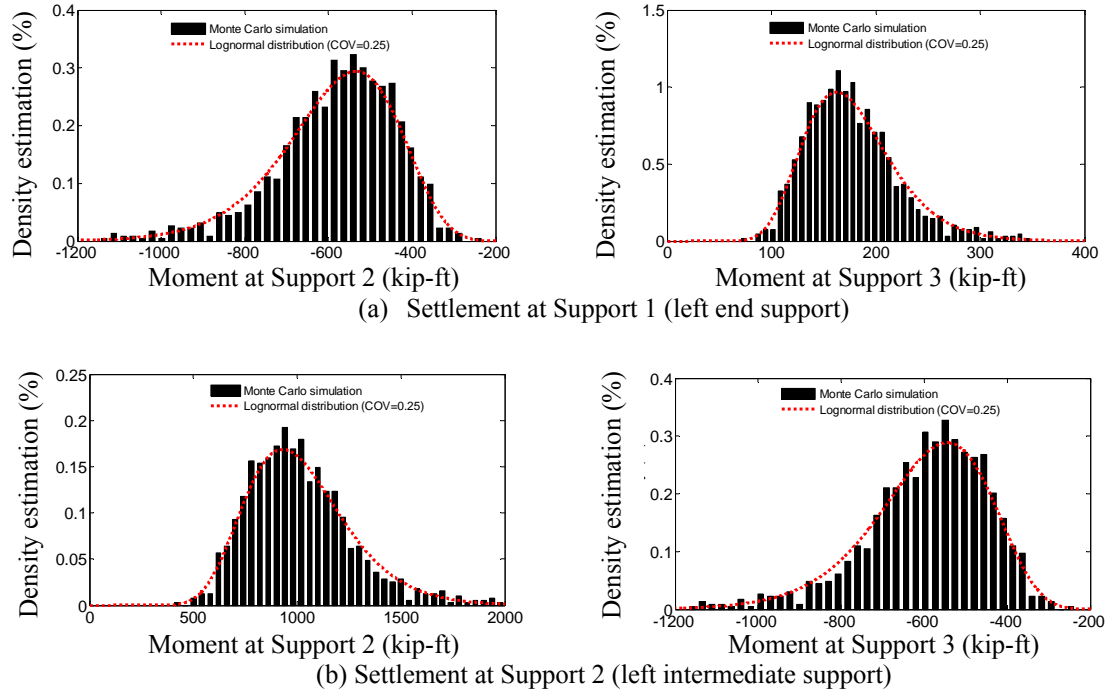 Monte Carlo simulation
Lognormal distribution (COV=0.25)
Density estimation (%)
0.4
0.3
0.2
0.1
0
-1200 -1000 -800 -600 -400 -200
Moment at Support 2 (kip-ft)
Monte Carlo simulation
Lognormal distribution (COV=0.25)
Density estimation (%)
1.5
1
0.5
0
0 100 200 300 400
Moment at Support 3 (kip-ft)
(a) Settlement at Support 1 (left end support)
Monte Carlo simulation
Lognormal distribution (COV=0.25)
Density estimation (%)
0.25
0.2
0.15
0.1
0.05
0
0 500 1000 1500 2000
Moment at Support 2 (kip-ft)
Monte Carlo simulation
Lognormal distribution (COV=0.25)
Density estimation (%)
0.4
0.3
0.2
0.1
0
-1200 -1000 -800 -600 -400 -200
Moment at Support 3 (kip-ft)
(b) Settlement at Support 2 (left intermediate support)